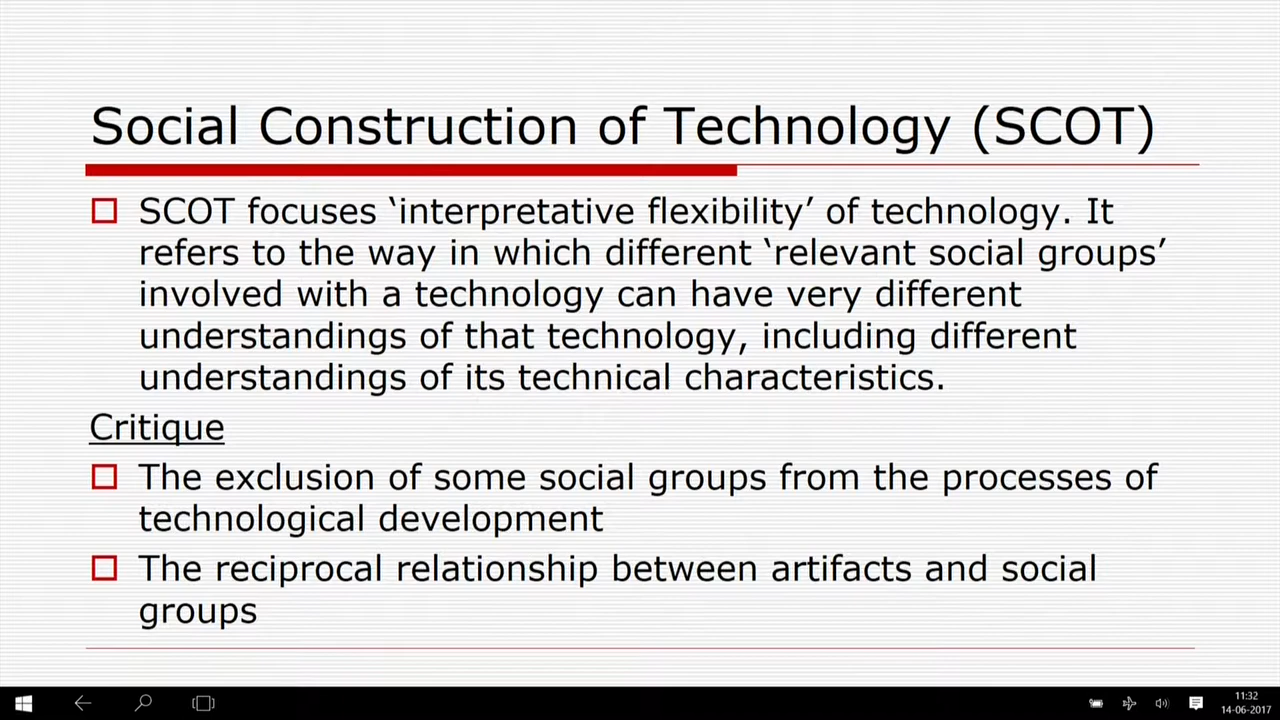 Social Construction of Technology (SCOT)
SCOT focuses ‘interpretative flexibility’ of technology. It
refers to the way in which different ‘relevant social groups’
involved with a technology can have very different
understandings of that technology, including different
understandings of its technical characteristics.
Critique
The exclusion of some social groups from the processes of
technological development
The reciprocal relationship between artifacts and social
groups
11:32
14-06-2017